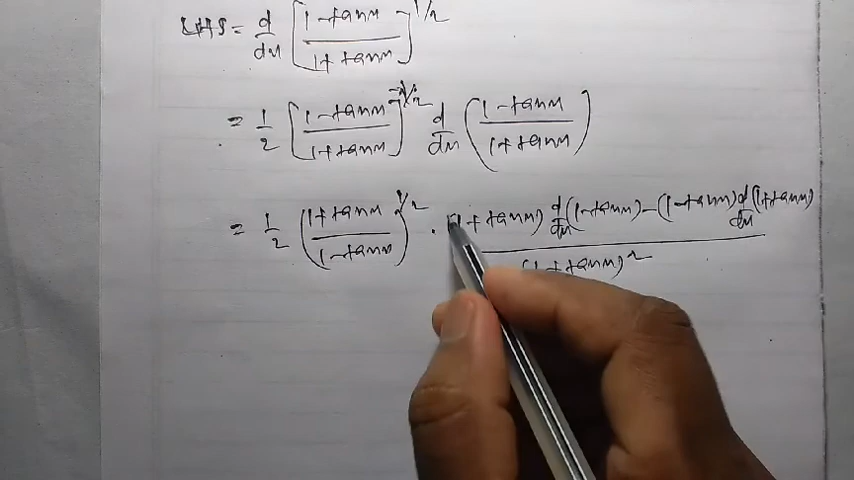 LHS = d/dx [(1 - tanx)/(1 + tanx)]^1/2
= 1/2 [(1 - tanx)/(1 + tanx)]^-1/2 d/dx ((1 - tanx)/(1 + tanx))
= 1/2 ((1 + tanx)/(1 - tanx))^1/2 . ((1 + tanx) d/dx (1 - tanx) - (1 - tanx) d/dx (1 + tanx))/(1 + tanx)^2